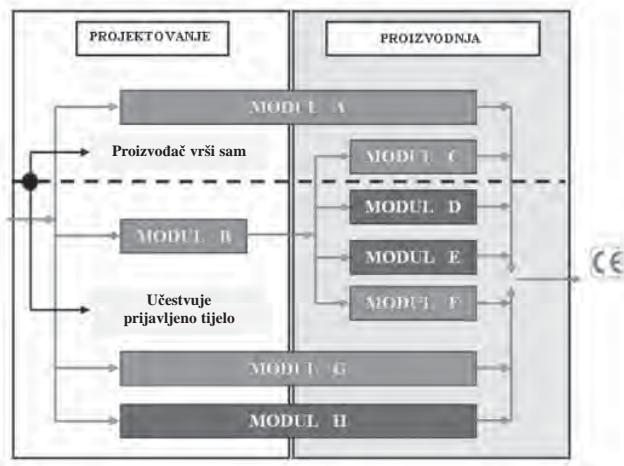 PROJEKTOVANJE
PROIZVODNJA
MODUL A
Proizvođač vrši sam
MODUL C
MODUL D
MODUL B
MODUL E
Učestvuje
prijavljeno tijelo
MODUL F
MODUL G
MODUL H
CE